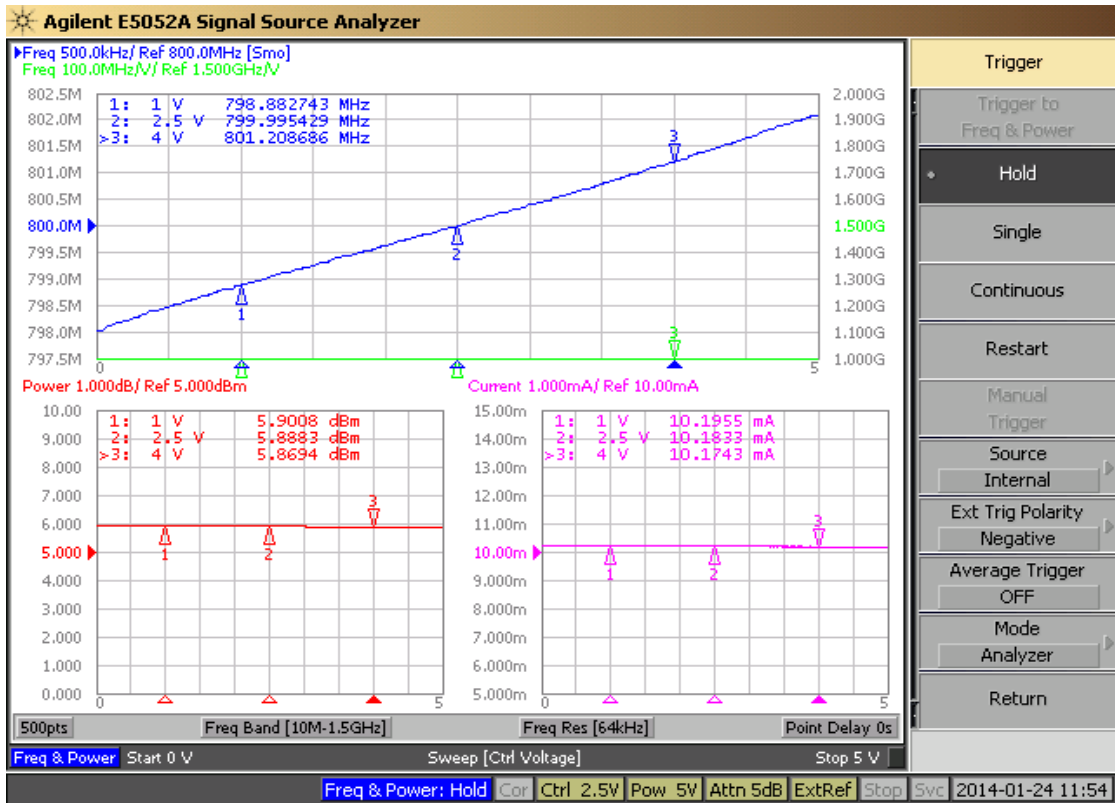 Agilent E5052A Signal Source Analyzer
Freq 500.0kHz/ Ref 800.0MHz [Smo]
Freq 100.0MHz/V/ Ref 1.500GHz/V
802.5M
802.0M
801.5M
801.0M
800.5M
800.0M
799.5M
799.0M
798.5M
798.0M
797.5M
1: 1 V 798.882743 MHz
2: 2.5 V 799.995429 MHz
>3: 4 V 801.208686 MHz
1
2
3
3
2.000G
1.900G
1.800G
1.700G
1.600G
1.500G
1.400G
1.300G
1.200G
1.100G
1.000G
0
5
Power 1.000dB/ Ref 5.000dBm
10.00
9.000
8.000
7.000
6.000
5.000
4.000
3.000
2.000
1.000
0.000
1: 1 V 5.9008 dBm
2: 2.5 V 5.8883 dBm
>3: 4 V 5.8694 dBm
1
2
3
0
5
Current 1.000mA/ Ref 10.00mA
15.00m
14.00m
13.00m
12.00m
11.00m
10.00m
9.000m
8.000m
7.000m
6.000m
5.000m
1: 1 V 10.1955 mA
2: 2.5 V 10.1833 mA
>3: 4 V 10.1743 mA
1
2
3
0
5
500pts
Freq Band [10M-1.5GHz]
Freq Res [64kHz]
Point Delay 0s
Freq & Power Start 0 V
Sweep [Ctrl Voltage]
Stop 5 V
Trigger
Trigger to
Freq & Power
Hold
Single
Continuous
Restart
Manual
Trigger
Source
Internal
Ext Trig Polarity
Negative
Average Trigger
OFF
Mode
Analyzer
Return
Freq & Power: Hold Cor Ctrl 2.5V Pow 5V Attn 5dB ExtRef Stop Svc 2014-01-24 11:54